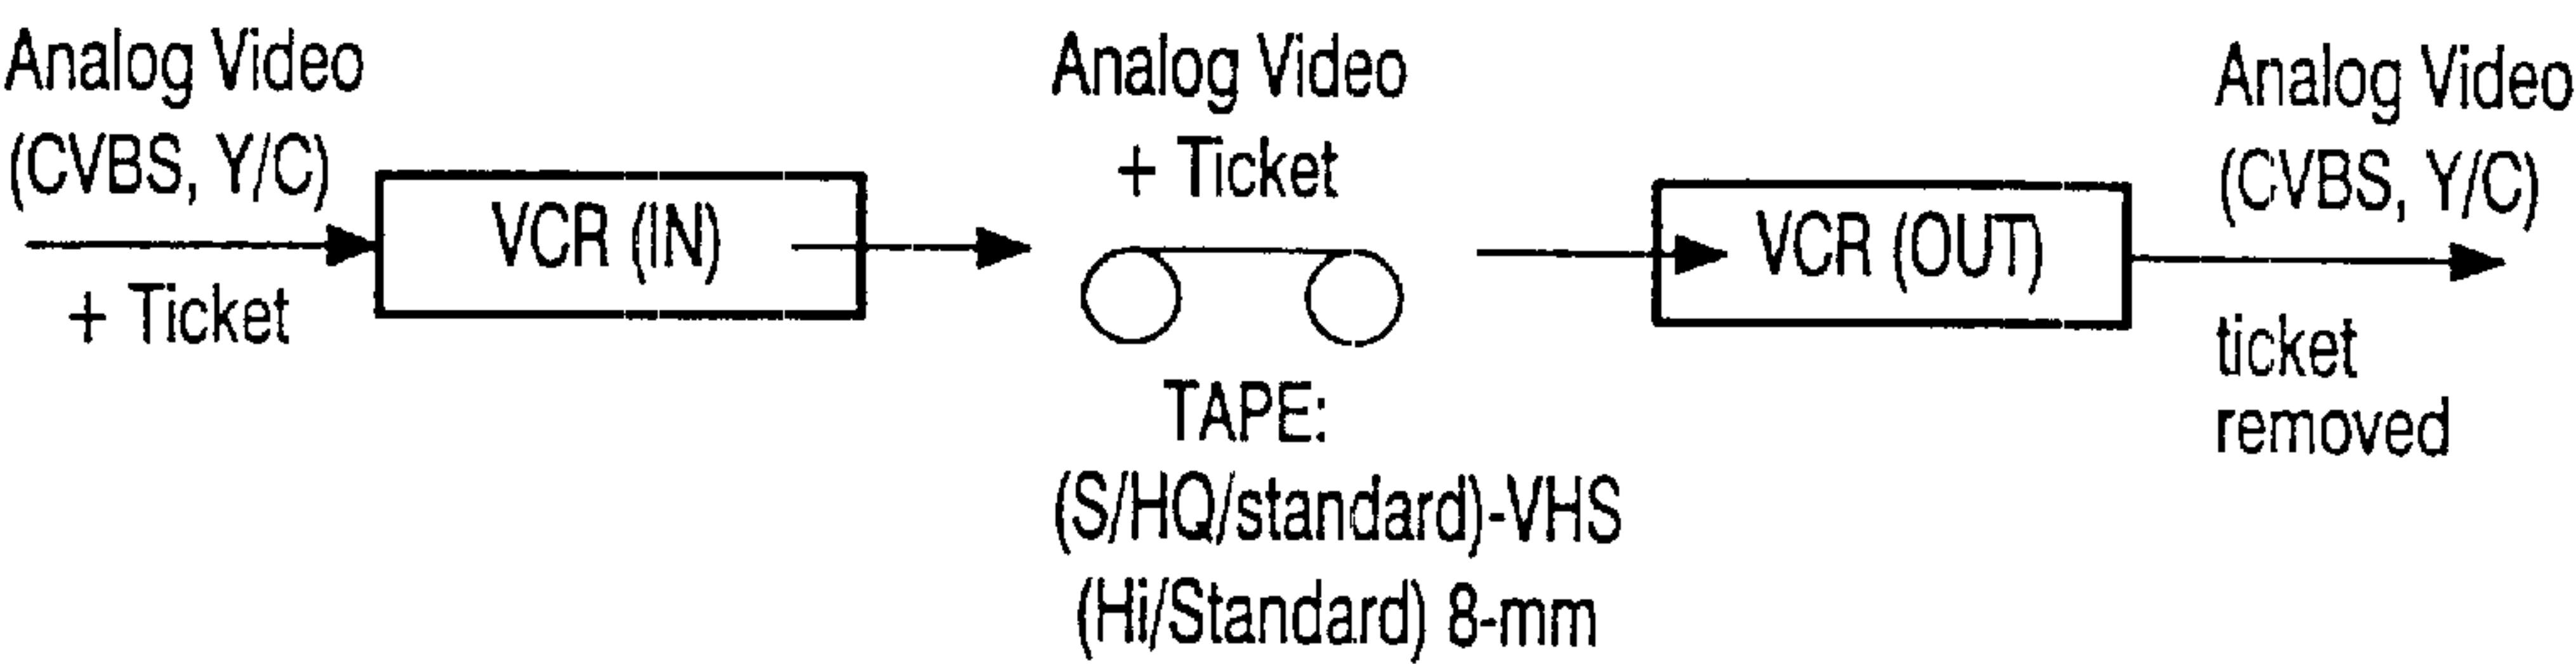 Analog Video
(CVBS, Y/C)
+ Ticket
VCR (IN)
Analog Video
+ Ticket
TAPE:
(S/HQ/standard)-VHS
(Hi/Standard) 8-mm
VCR (OUT)
Analog Video
(CVBS, Y/C)
ticket
removed